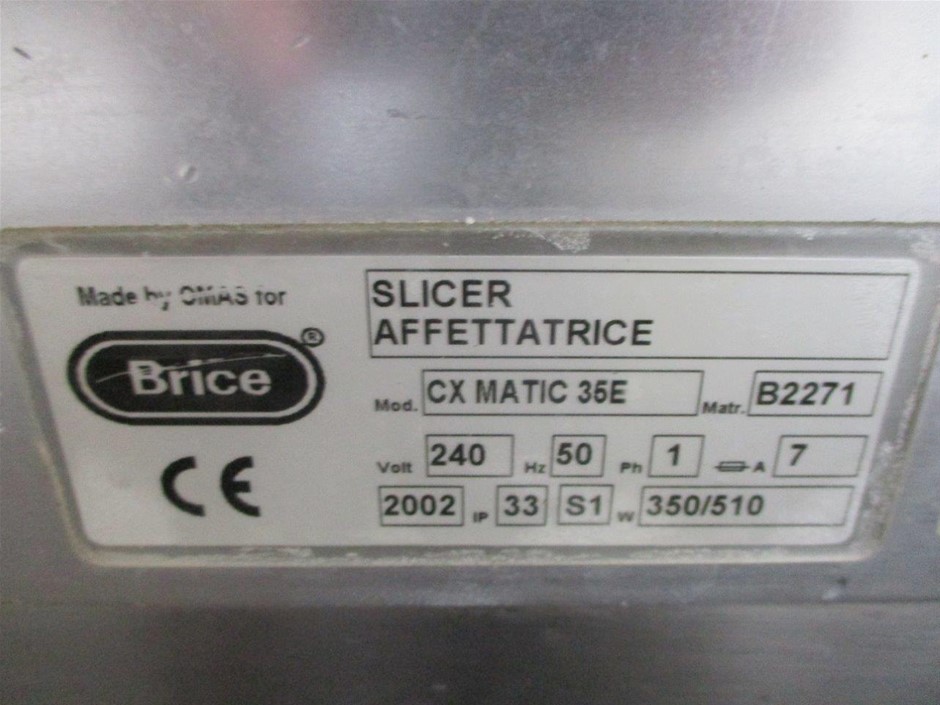 Made by OMAS for
Brice ®
CE
SLICER
AFFETTATRICE
Mod. CX MATIC 35E Matr. B2271
Volt 240 Hz 50 Ph 1 A 7
2002 IP 33 S1 W 350/510